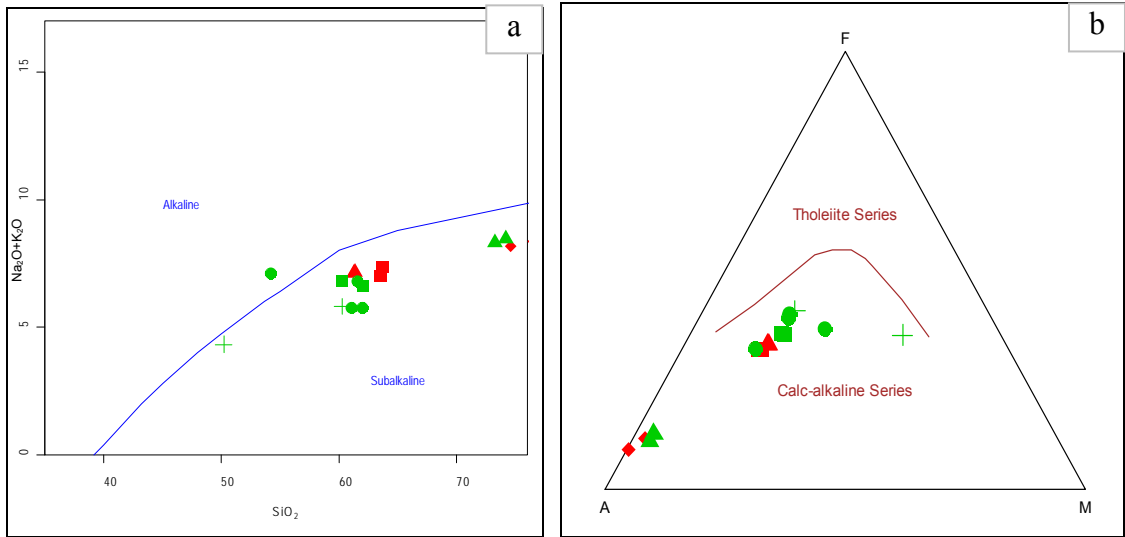 a
15
10
5
0
Na₂O+K₂O
Alkaline
Subalkaline
40 50 60 70
SiO₂
b
F
Tholeiite Series
Calc-alkaline Series
A M